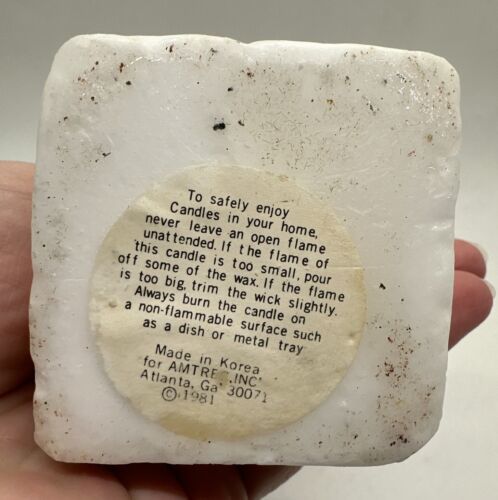 To safely enjoy
Candles in your home,
never leave an open flame
unattended. If the flame of
this candle is too small, pour
off some of the wax. If the flame
is too big, trim the wick slightly.
Always burn the candle on
a non-flammable surface such
as a dish or metal tray
Made in Korea
for INC.
Atlanta, Ga 30071
© 1981